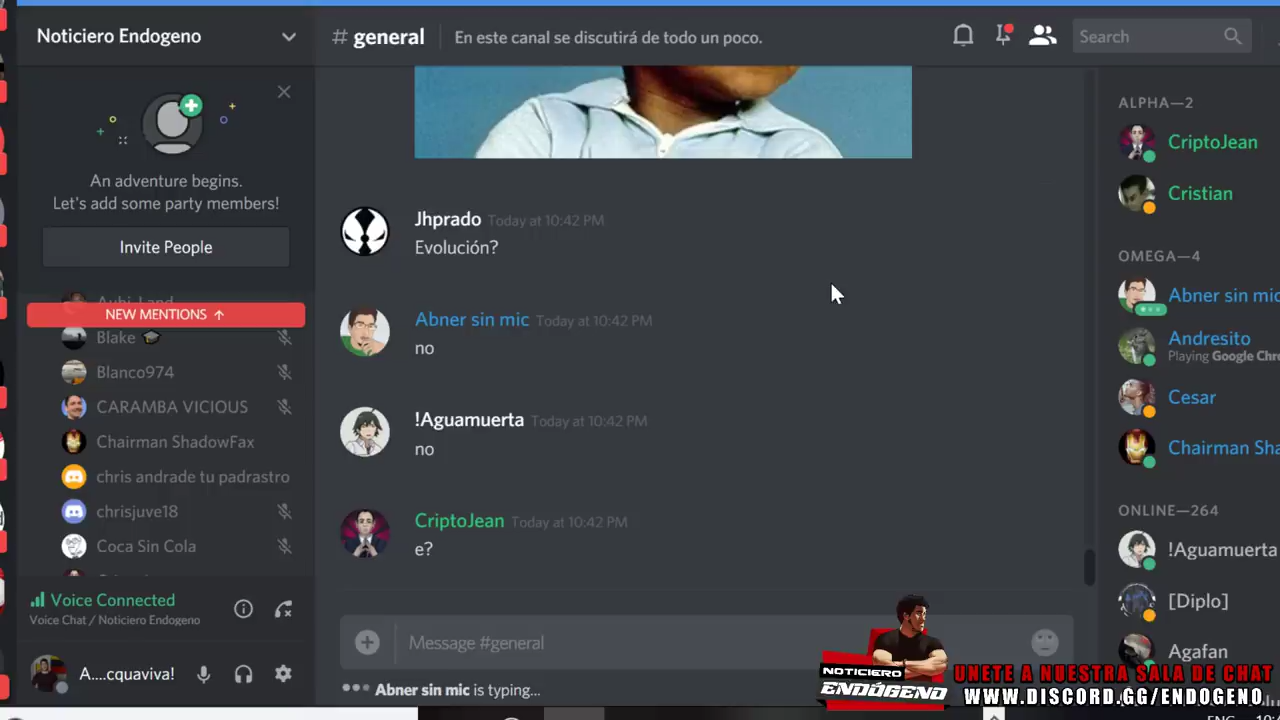 Noticiero Endogeno
# general
En este canal se discutirá de todo un poco.
Search
An adventure begins.
Let's add some party members!
Invite People
NEW MENTIONS ↑
Blake
Blanco974
CARAMBA VICIOUS
Chairman ShadowFax
chris andrade tu padrastro
chrisjuve18
Coca Sin Cola
Voice Connected
Voice Chat / Noticiero Endogeno
A....cquaviva!
Jhprado Today at 10:42 PM
Evolución?
Abner sin mic Today at 10:42 PM
no
!Aguamuerta Today at 10:42 PM
no
CriptoJean Today at 10:42 PM
e?
Message #general
Abner sin mic is typing...
ALPHA—2
CriptoJean
Cristian
OMEGA—4
Abner sin mic
Andresito
Playing Google Chr
Cesar
Chairman Sha
ONLINE—264
!Aguamuerta
[Diplo]
Agafan
NOTICIERO
ENDÓGENO
UNETE A NUESTRA SALA DE CHAT
WWW.DISCORD.GG/ENDOGENO
ENG